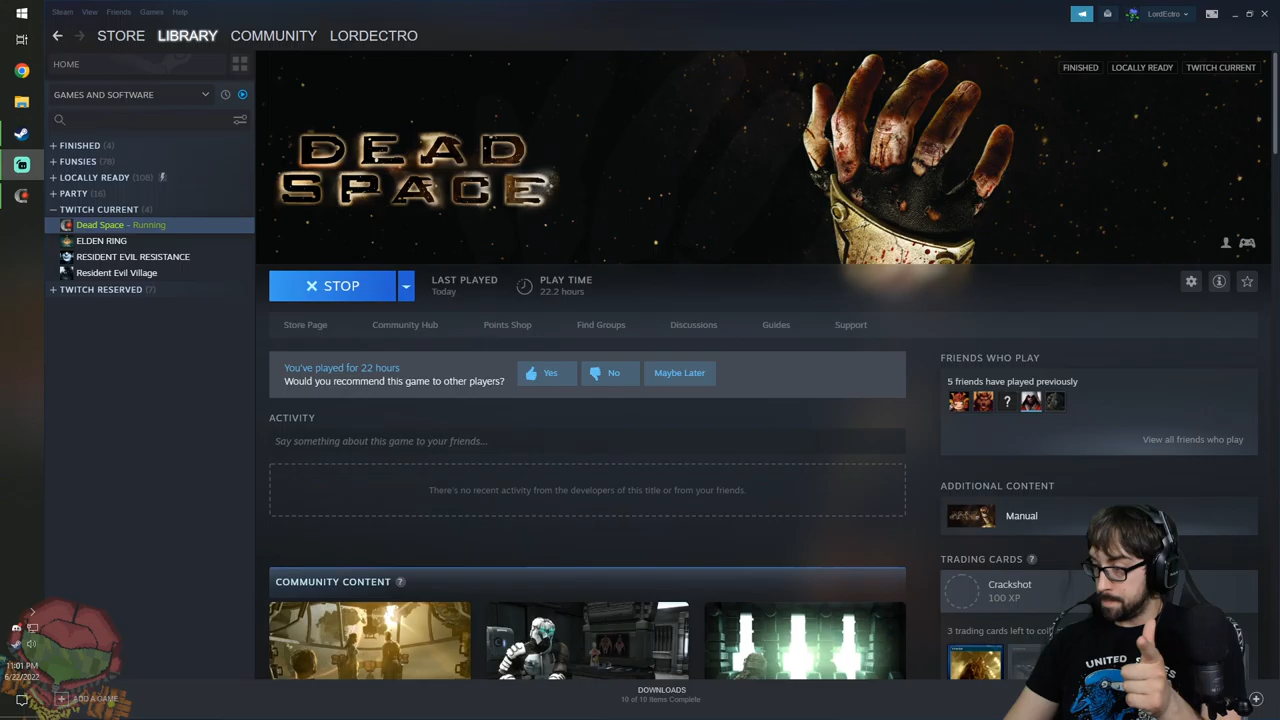 Steam View Friends Games Help
LordEctro
STORE LIBRARY COMMUNITY LORDECTRO
HOME
GAMES AND SOFTWARE
FINISHED (4)
FUNSIES (78)
LOCALLY READY (108)
PARTY (16)
TWITCH CURRENT (4)
Dead Space - Running
ELDEN RING
RESIDENT EVIL RESISTANCE
Resident Evil Village
TWITCH RESERVED (7)
11:01 PM
6/22/2022
ADD A GAME
FINISHED LOCALLY READY TWITCH CURRENT
DEAD
SPACE
STOP
LAST PLAYED
Today
PLAY TIME
22.2 hours
Store Page Community Hub Points Shop Find Groups Discussions Guides Support
You've played for 22 hours
Would you recommend this game to other players?
Yes No Maybe Later
ACTIVITY
Say something about this game to your friends...
There's no recent activity from the developers of this title or from your friends.
COMMUNITY CONTENT ?
FRIENDS WHO PLAY
5 friends have played previously
?
View all friends who play
ADDITIONAL CONTENT
Manual
TRADING CARDS ?
Crackshot
100 XP
3 trading cards left to
UNITED
DOWNLOADS
10 of 10 Items Complete